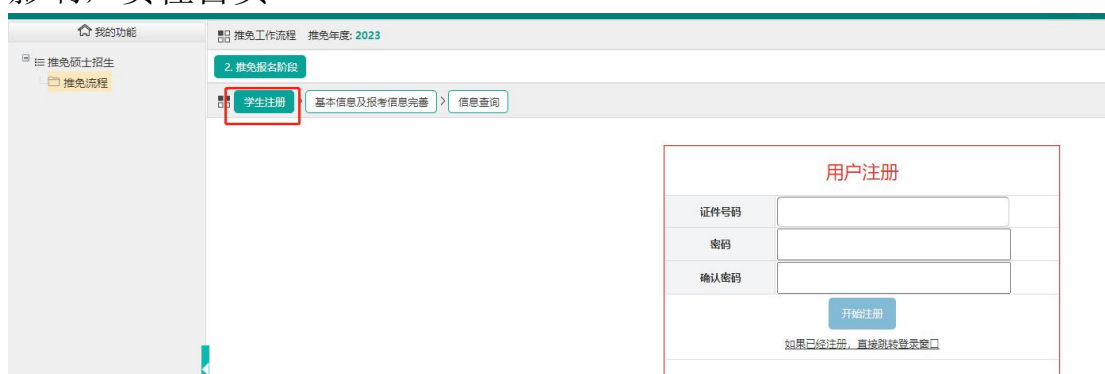 我的功能
推免工作流程 推免年度: 2023
推免硕士招生
推免流程
2. 推免报名阶段
学生注册 > 基本信息及报考信息完善 > 信息查询
用户注册
证件号码
密码
确认密码
开始注册
如果已经注册，直接跳转登录窗口